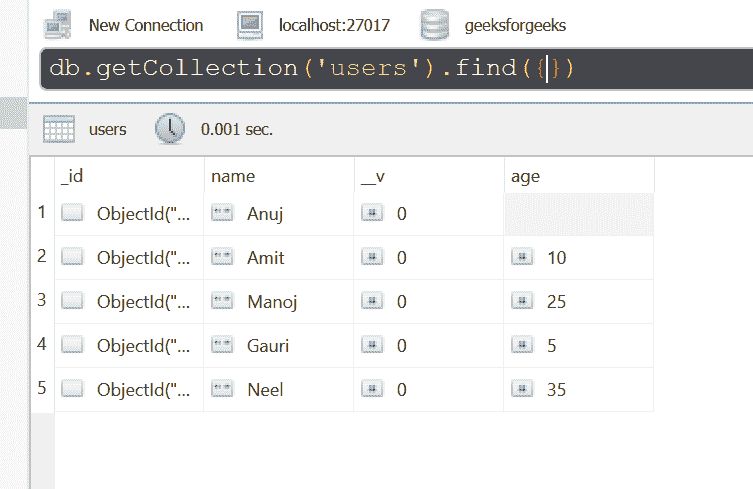 New Connection localhost:27017 geeksforgeeks
db.getCollection('users').find({})
users 0.001 sec.
_id name __v age
1 ObjectId("... Anuj 0
2 ObjectId("... Amit 0 10
3 ObjectId("... Manoj 0 25
4 ObjectId("... Gauri 0 5
5 ObjectId("... Neel 0 35